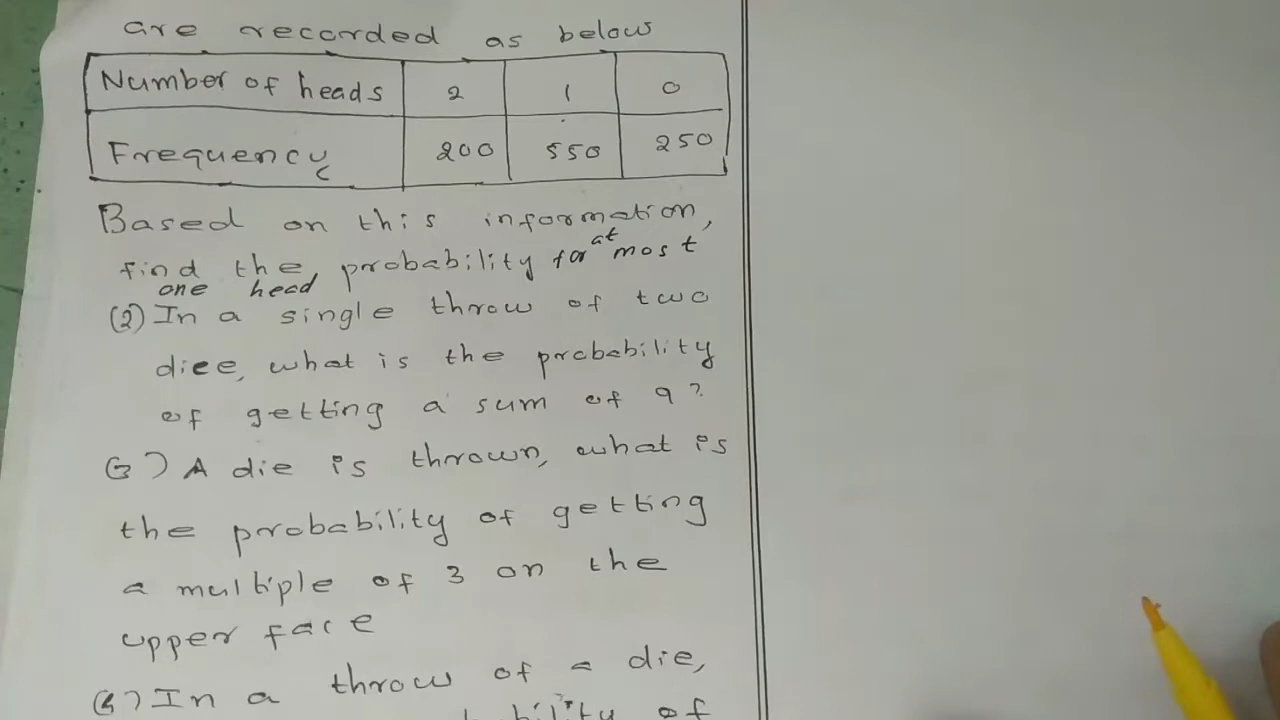 are recorded as below
Number of heads 2 1 0
Frequency 200 550 250
Based on this information,
find the probability for at most
one head
(2) In a single throw of two
dice, what is the probability
of getting a sum of 9?
(3) A die is thrown, what is
the probability of getting
a multiple of 3 on the
upper face
(4) In a throw of a die,
of